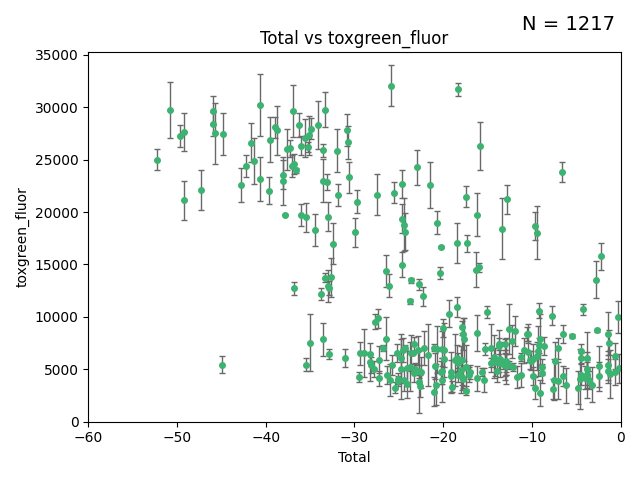 N = 1217
Total vs toxgreen_fluor
toxgreen_fluor
35000
30000
25000
20000
15000
10000
5000
0
−60 −50 −40 −30 −20 −10 0
Total